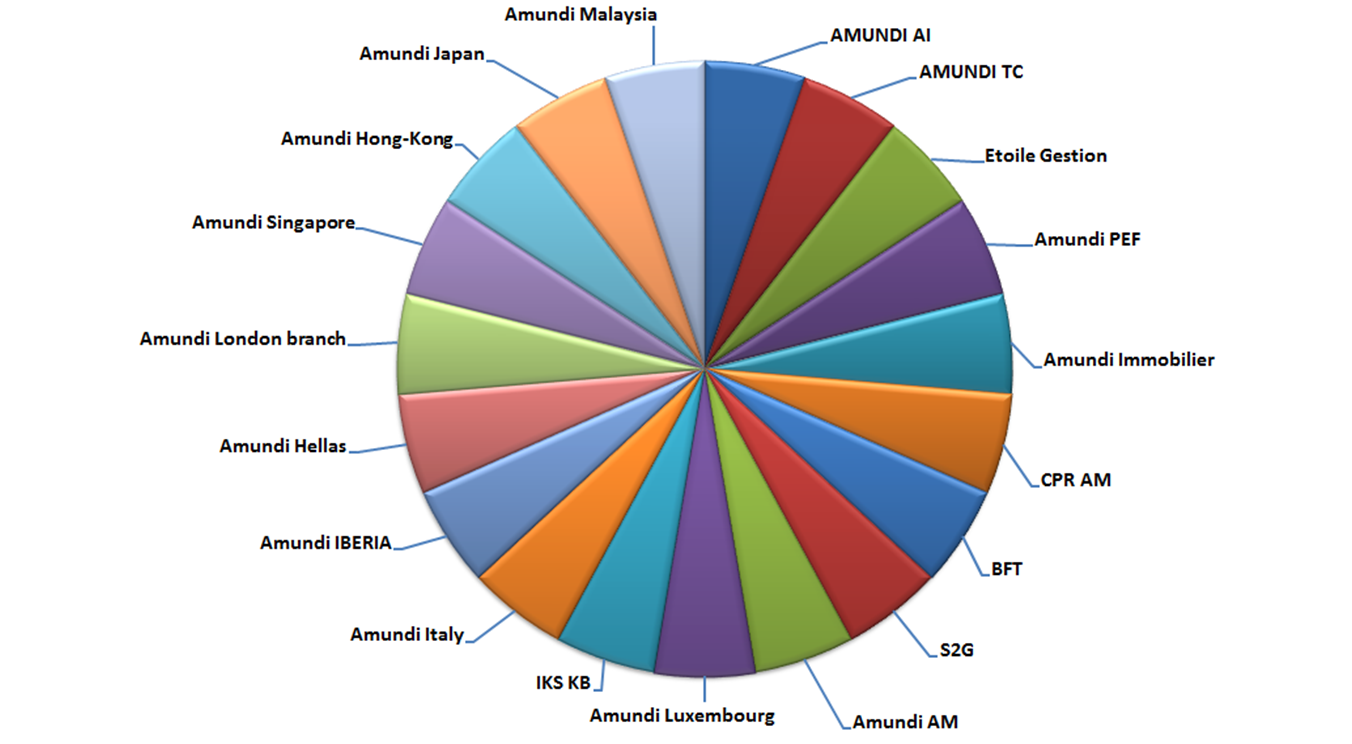 Amundi Malaysia
AMUNDI AI
Amundi Japan
AMUNDI TC
Amundi Hong-Kong
Etoile Gestion
Amundi Singapore
Amundi PEF
Amundi London branch
Amundi Immobilier
Amundi Hellas
CPR AM
Amundi IBERIA
BFT
Amundi Italy
S2G
IKS KB
Amundi Luxembourg
Amundi AM